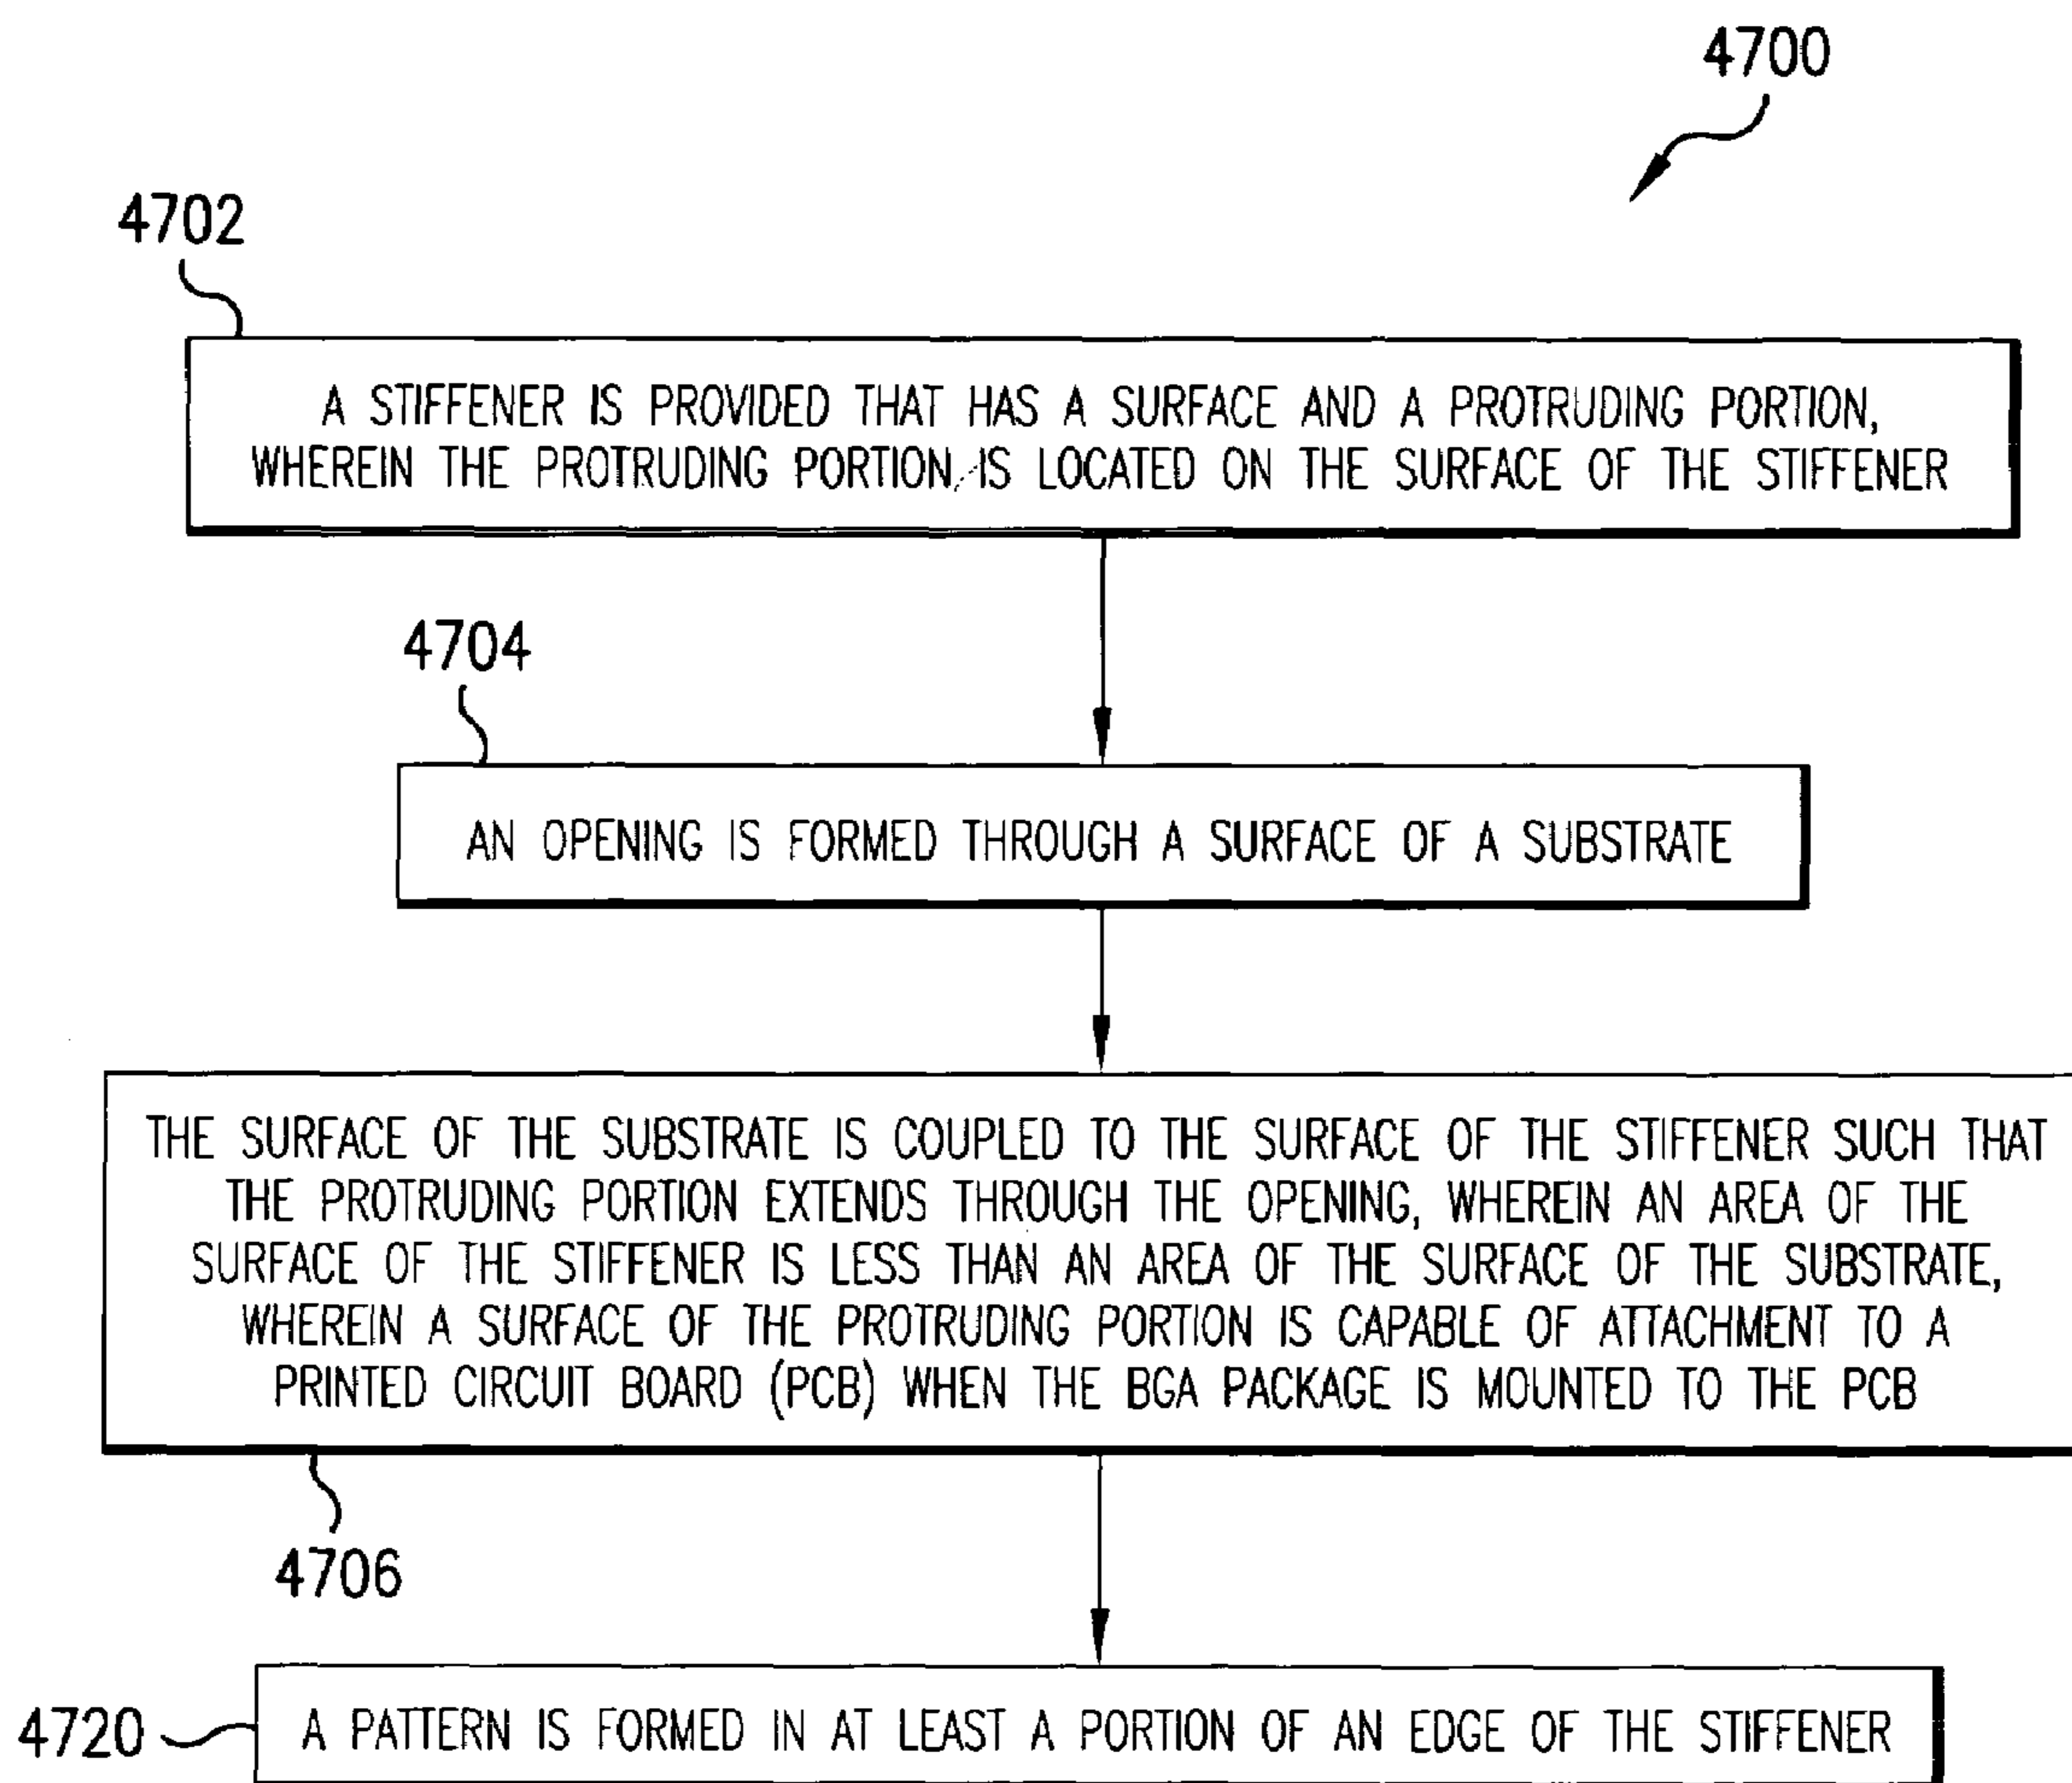 4700
4702
A STIFFENER IS PROVIDED THAT HAS A SURFACE AND A PROTRUDING PORTION,
WHEREIN THE PROTRUDING PORTION IS LOCATED ON THE SURFACE OF THE STIFFENER
4704
AN OPENING IS FORMED THROUGH A SURFACE OF A SUBSTRATE
THE SURFACE OF THE SUBSTRATE IS COUPLED TO THE SURFACE OF THE STIFFENER SUCH THAT
THE PROTRUDING PORTION EXTENDS THROUGH THE OPENING, WHEREIN AN AREA OF THE
SURFACE OF THE STIFFENER IS LESS THAN AN AREA OF THE SURFACE OF THE SUBSTRATE,
WHEREIN A SURFACE OF THE PROTRUDING PORTION IS CAPABLE OF ATTACHMENT TO A
PRINTED CIRCUIT BOARD (PCB) WHEN THE BGA PACKAGE IS MOUNTED TO THE PCB
4706
4720
A PATTERN IS FORMED IN AT LEAST A PORTION OF AN EDGE OF THE STIFFENER